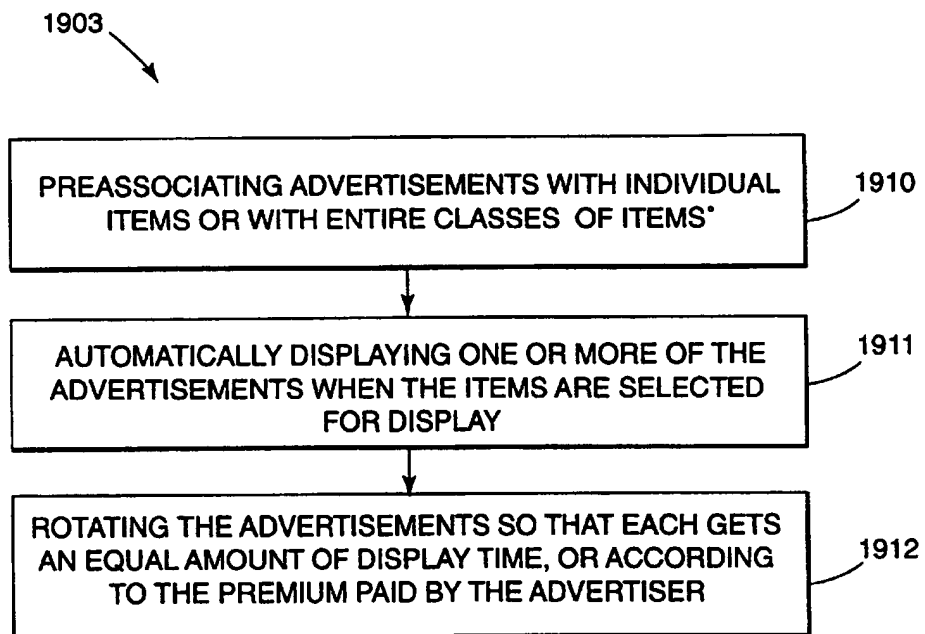 1903
PREASSOCIATING ADVERTISEMENTS WITH INDIVIDUAL
ITEMS OR WITH ENTIRE CLASSES OF ITEMS•
1910
AUTOMATICALLY DISPLAYING ONE OR MORE OF THE
ADVERTISEMENTS WHEN THE ITEMS ARE SELECTED
FOR DISPLAY
1911
ROTATING THE ADVERTISEMENTS SO THAT EACH GETS
AN EQUAL AMOUNT OF DISPLAY TIME, OR ACCORDING
TO THE PREMIUM PAID BY THE ADVERTISER
1912